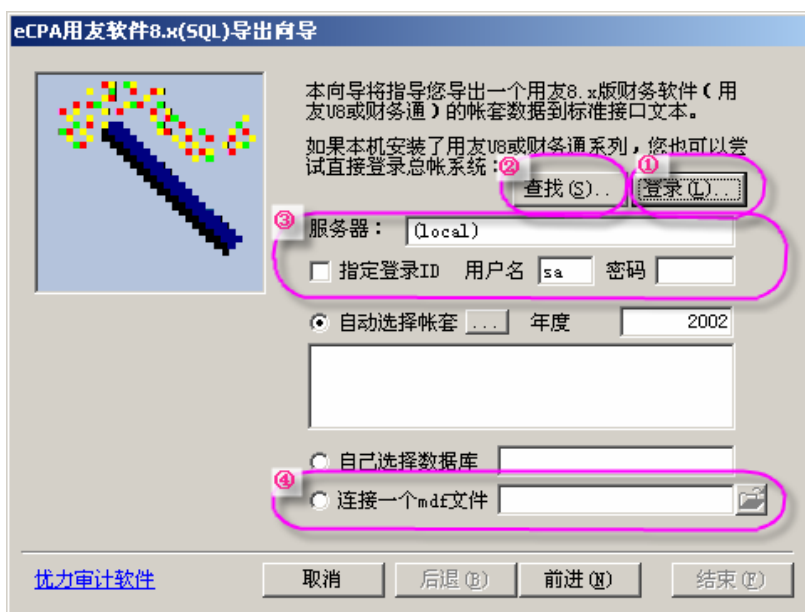 eCPA用友软件8.x(SQL)导出向导
本向导将指导您导出一个用友8.x版财务软件(用
友U8或财务通)的帐套数据到标准接口文本。
如果本机安装了用友U8或财务通系列,您也可以尝
试直接登录总帐系统:
② 查找(S).. ① 登录(L)...
③ 服务器: (local)
指定登录ID 用户名 sa 密码
自动选择帐套 ... 年度 2002
自己选择数据库
④ 连接一个mdf文件
优力审计软件 取消 后退(B) 前进(N) 结束(F)